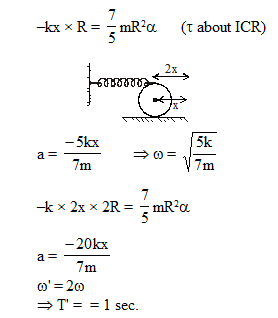 –kx × R = 7/5 mR²α (τ about ICR)
2x
x
a = –5kx/7m ⇒ ω = √(5k/7m)
–k × 2x × 2R = 7/5 mR²α
a = –20kx/7m
ω' = 2ω
⇒ T' = = 1 sec.